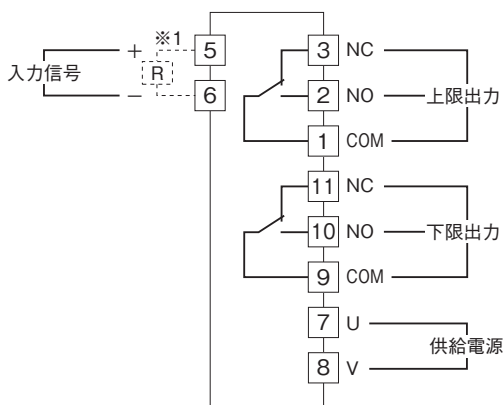 ※1
入力信号
+
R
−
5
6
3 NC
2 NO 上限出力
1 COM
11 NC
10 NO 下限出力
9 COM
7 U
供給電源
8 V